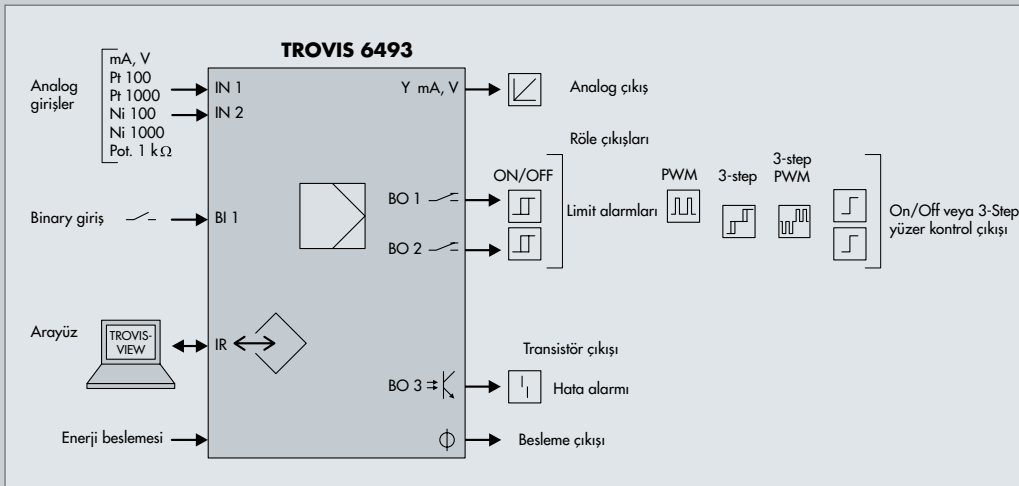 TROVIS 6493
Analog
girişler
mA, V
Pt 100
Pt 1000
Ni 100
Ni 1000
Pot. 1 kΩ
IN 1
IN 2
Y mA, V
Analog çıkış
Röle çıkışları
ON/OFF
BO 1
BO 2
Limit alarmları
PWM
3-step
3-step
PWM
On/Off veya 3-Step
yüzer kontrol çıkışı
Binary giriş
BI 1
Arayüz
TROVIS-
VIEW
IR
Transistör çıkışı
BO 3
Hata alarmı
Enerji beslemesi
Besleme çıkışı